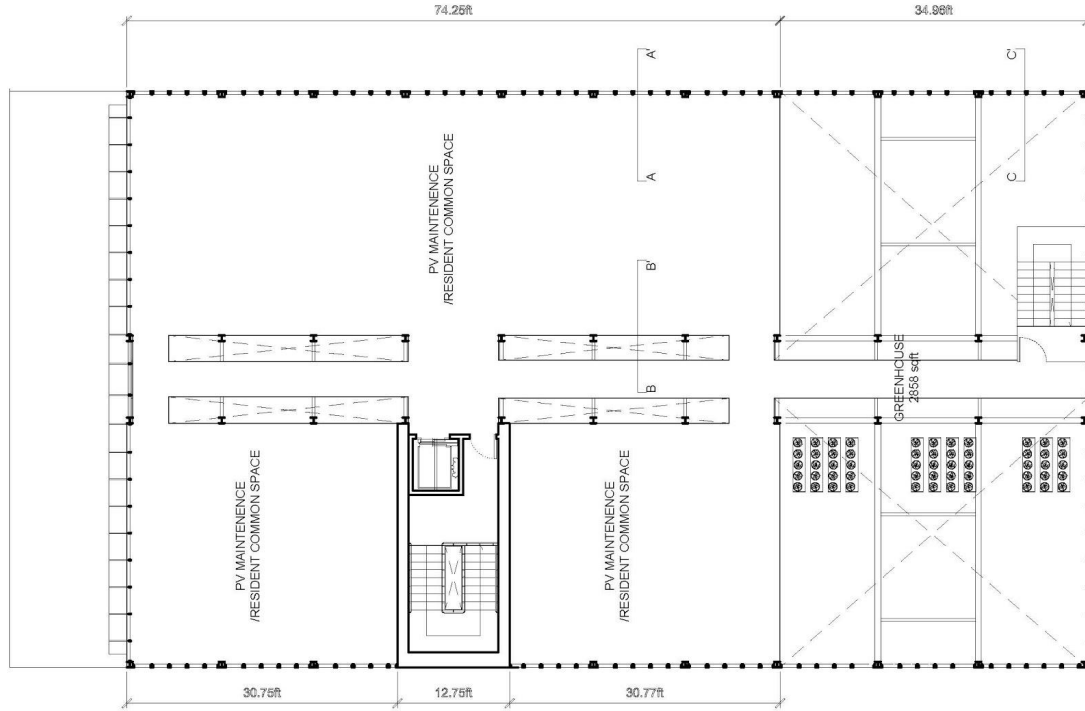 74.25ft
34.96ft
A'
C'
PV MAINTENENCE
/RESIDENT COMMON SPACE
A
C
B'
B
GREENHOUSE
2858 sqft
PV MAINTENENCE
/RESIDENT COMMON SPACE
PV MAINTENENCE
/RESIDENT COMMON SPACE
30.75ft
12.75ft
30.77ft